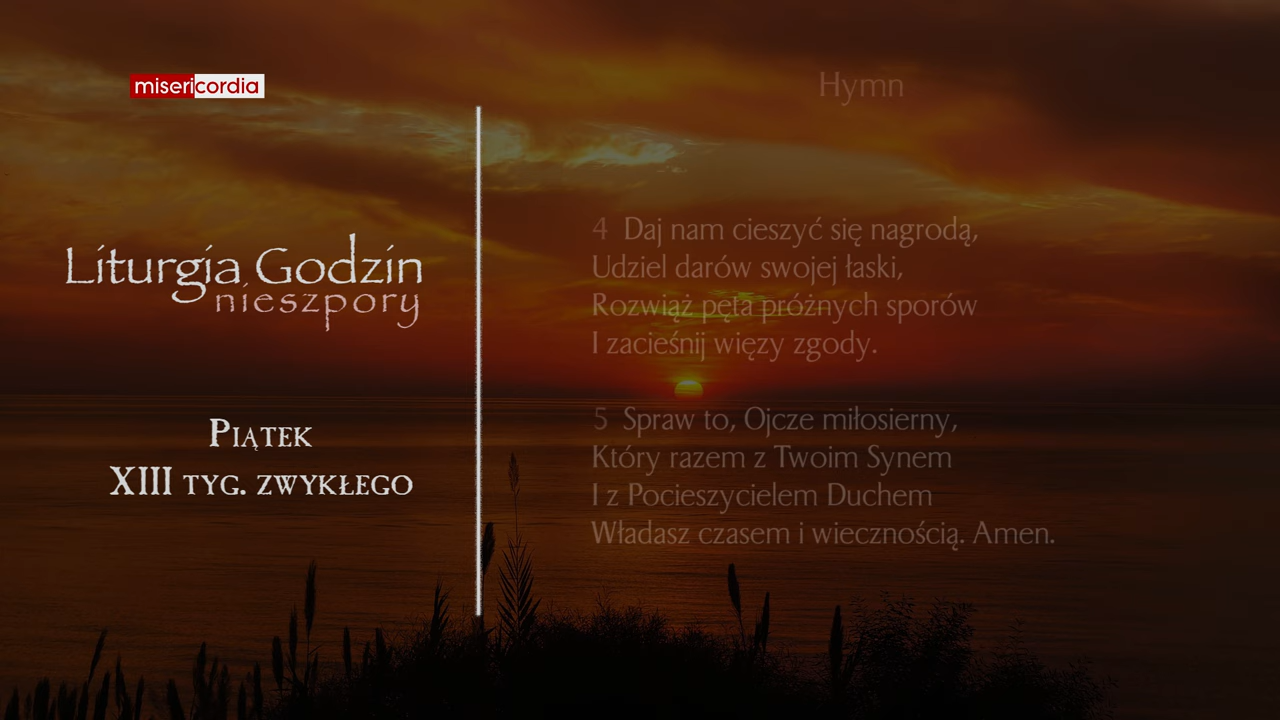 misericordia
Liturgia Godzin
nieszpory
Piątek
XIII tyg. zwykłego
Hymn
4 Daj nam cieszyć się nagrodą,
Udziel darów swojej łaski,
Rozwiąż pęta próżnych sporów
I zacieśnij więzy zgody.
5 Spraw to, Ojcze miłosierny,
Który razem z Twoim Synem
I z Pocieszycielem Duchem
Władasz czasem i wiecznością. Amen.